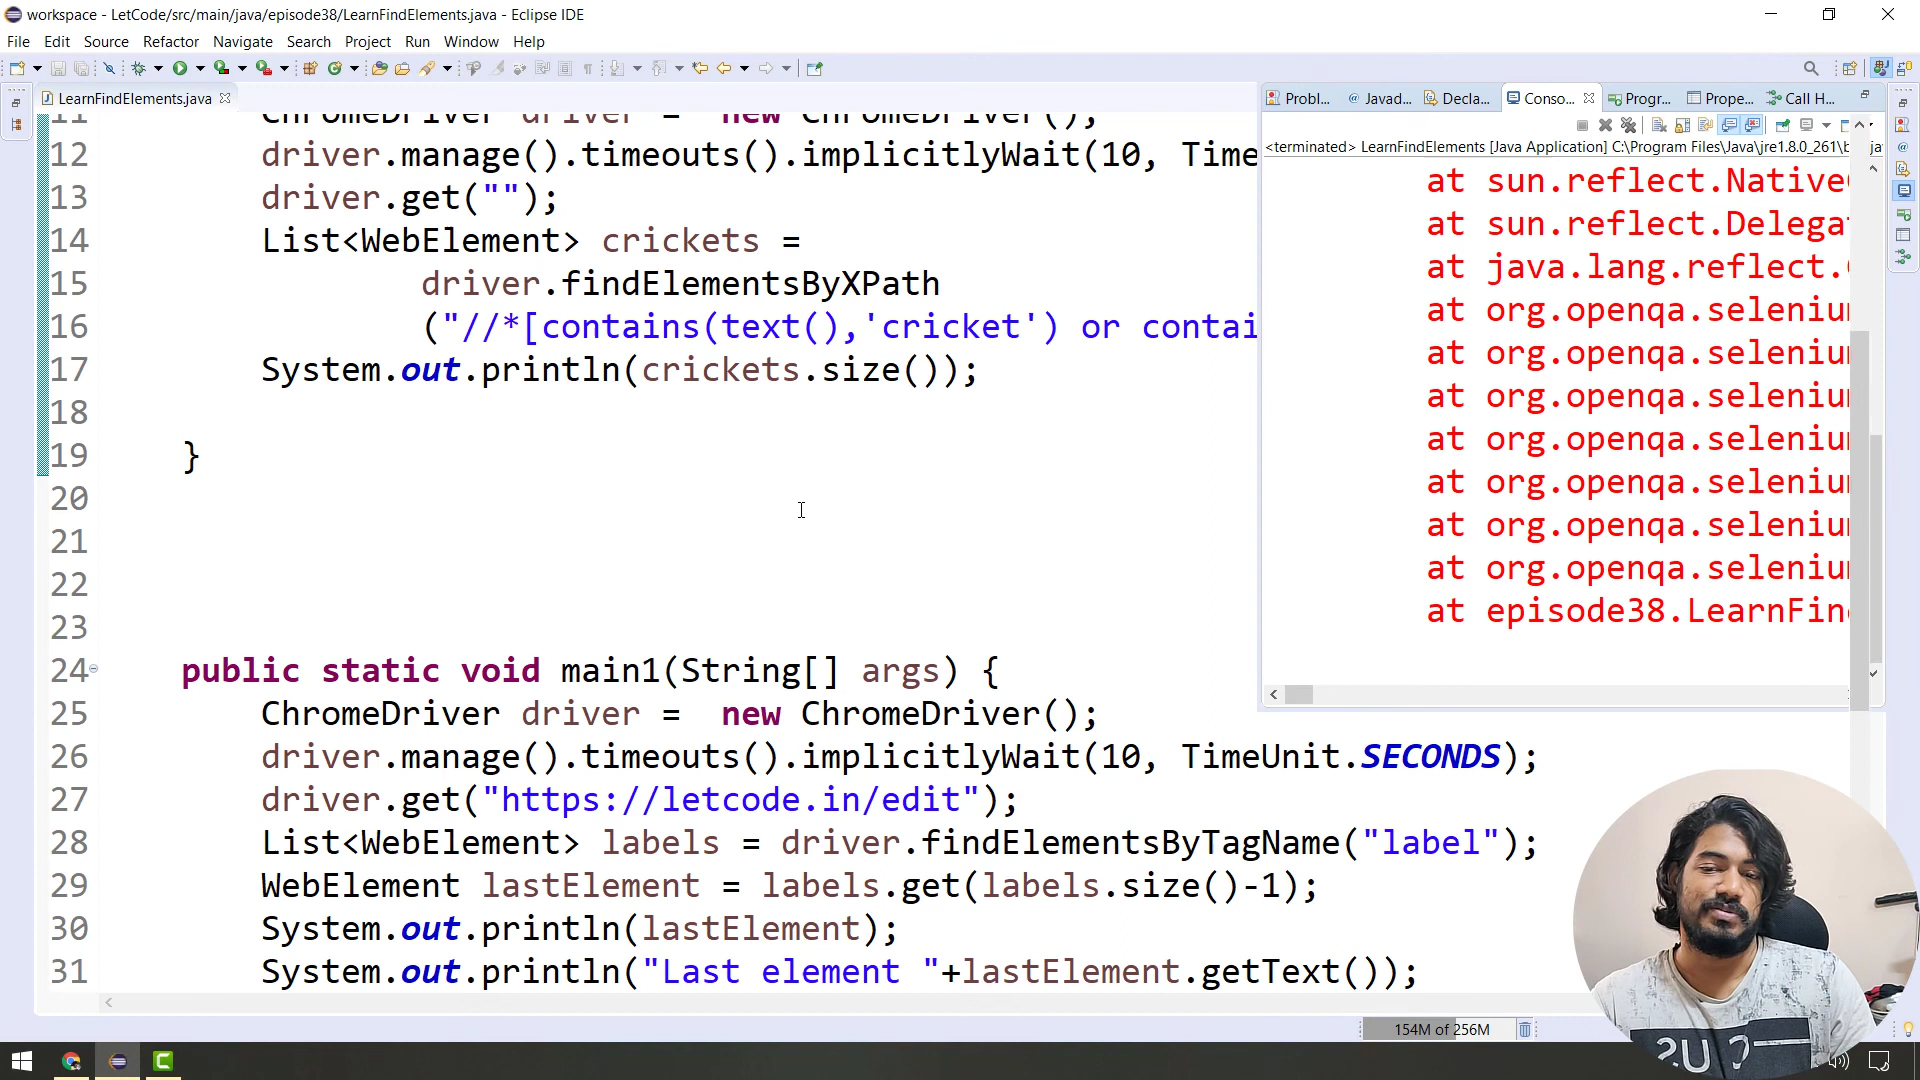 workspace - LetCode/src/main/java/episode38/LearnFindElements.java - Eclipse IDE
File Edit Source Refactor Navigate Search Project Run Window Help
LearnFindElements.java
11 ChromeDriver driver = new ChromeDriver();
12 driver.manage().timeouts().implicitlyWait(10, Time
13 driver.get("");
14 List<WebElement> crickets =
15 driver.findElementsByXPath
16 ("//*[contains(text(),'cricket') or contai
17 System.out.println(crickets.size());
18
19 }
20
21
22
23
24 public static void main1(String[] args) {
25 ChromeDriver driver = new ChromeDriver();
26 driver.manage().timeouts().implicitlyWait(10, TimeUnit.SECONDS);
27 driver.get("https://letcode.in/edit");
28 List<WebElement> labels = driver.findElementsByTagName("label");
29 WebElement lastElement = labels.get(labels.size()-1);
30 System.out.println(lastElement);
31 System.out.println("Last element "+lastElement.getText());
Probl... Javad... Decla... Conso... Progr... Prope... Call H...
<terminated> LearnFindElements [Java Application] C:\Program Files\Java\jre1.8.0_261\b
at sun.reflect.Native
at sun.reflect.Delega
at java.lang.reflect.
at org.openqa.seleniu
at org.openqa.seleniu
at org.openqa.seleniu
at org.openqa.seleniu
at org.openqa.seleniu
at org.openqa.seleniu
at org.openqa.seleniu
at episode38.LearnFin
154M of 256M